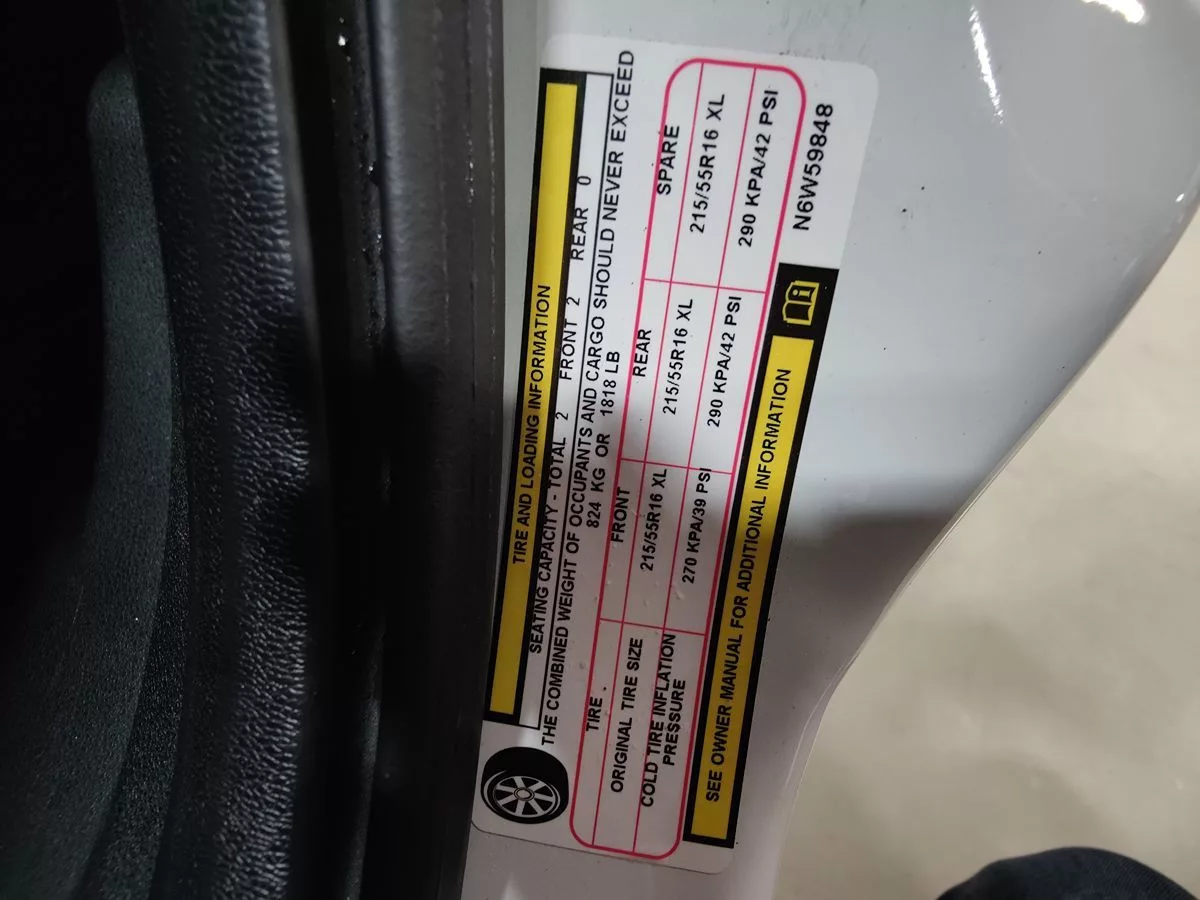 TIRE AND LOADING INFORMATION
SEATING CAPACITY - TOTAL 2 FRONT 2 REAR 0
THE COMBINED WEIGHT OF OCCUPANTS AND CARGO SHOULD NEVER EXCEED
824 KG OR 1818 LB
TIRE FRONT REAR SPARE
ORIGINAL TIRE SIZE 215/55R16 XL 215/55R16 XL 215/55R16 XL
COLD TIRE INFLATION PRESSURE 270 KPA/39 PSI 290 KPA/42 PSI 290 KPA/42 PSI
SEE OWNER MANUAL FOR ADDITIONAL INFORMATION
N6W59848